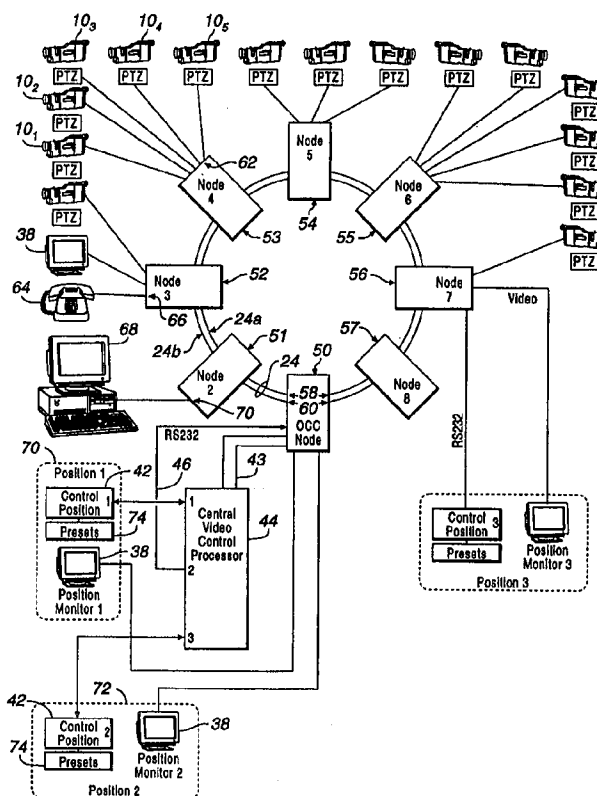 10₃
10₄
10₅
PTZ
PTZ
PTZ
PTZ
PTZ
PTZ
PTZ
PTZ
10₂
PTZ
10₁
PTZ
PTZ
PTZ
PTZ
PTZ
PTZ
PTZ
38
64
68
62
Node
4
53
Node
5
54
Node
6
55
Node
3
52
66
24b
24a
56
Node
7
Video
51
Node
2
70
24
50
58
60
OCC
Node
57
Node
8
RS232
RS232
70
42
46
43
Position 1
Control
Position
1
Presets
74
38
Position
Monitor 1
1
Central
Video
Control
Processor
2
3
44
Control
Position
3
Presets
Position
Monitor 3
Position 3
72
42
Control
Position
2
Presets
74
38
Position
Monitor 2
Position 2